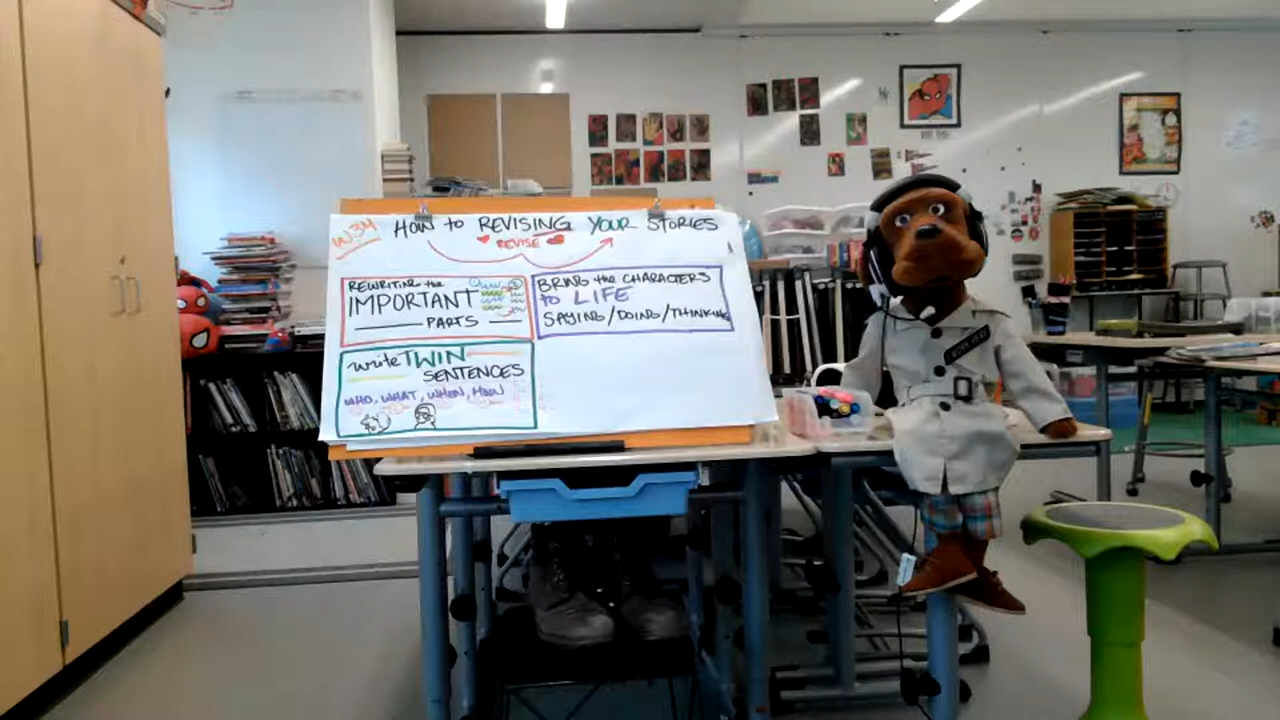 W34
HOW to REVISING YOUR STORIES
REVISE
REWRITING the
IMPORTANT
PARTS
BRING the CHARACTERS
to LIFE
SAYING/DOING/THINKING
write TWIN
SENTENCES
WHO, WHAT, WHEN, HOW